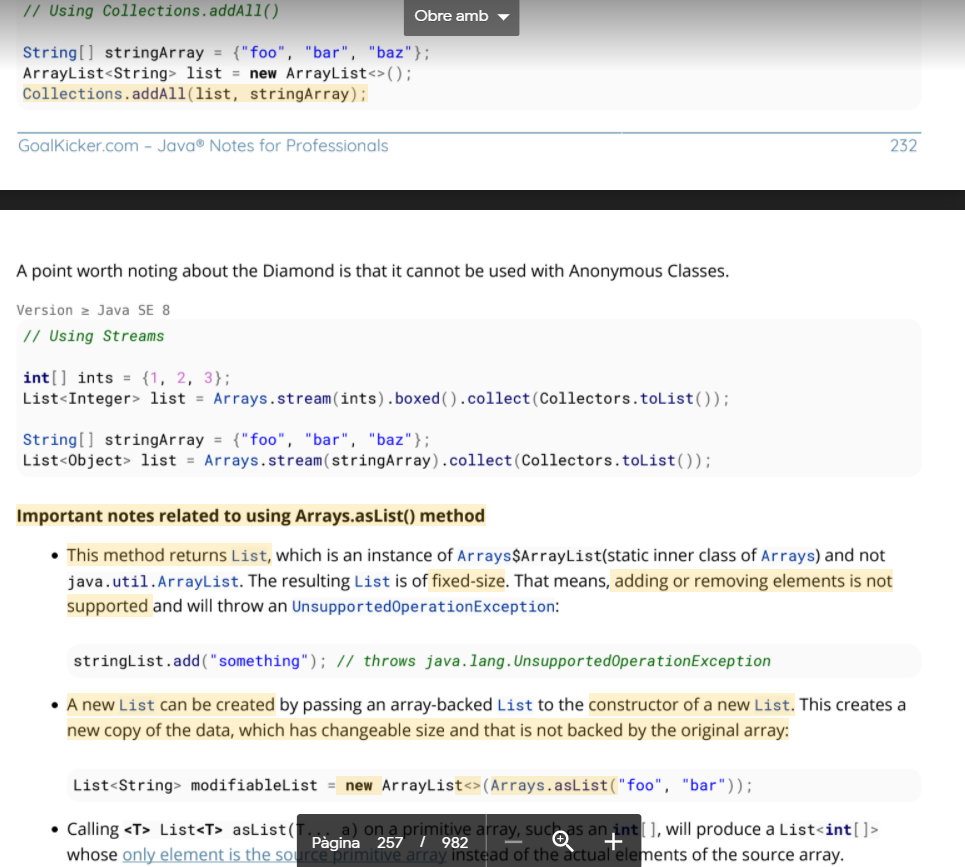 // Using Collections.addAll()
Obre amb
String[] stringArray = {"foo", "bar", "baz"};
ArrayList<String> list = new ArrayList<>();
Collections.addAll(list, stringArray);
GoalKicker.com – Java® Notes for Professionals 232
A point worth noting about the Diamond is that it cannot be used with Anonymous Classes.
Version ≥ Java SE 8
// Using Streams
int[] ints = {1, 2, 3};
List<Integer> list = Arrays.stream(ints).boxed().collect(Collectors.toList());
String[] stringArray = {"foo", "bar", "baz"};
List<Object> list = Arrays.stream(stringArray).collect(Collectors.toList());
Important notes related to using Arrays.asList() method
• This method returns List, which is an instance of Arrays$ArrayList(static inner class of Arrays) and not
java.util.ArrayList. The resulting List is of fixed-size. That means, adding or removing elements is not
supported and will throw an UnsupportedOperationException:
stringList.add("something"); // throws java.lang.UnsupportedOperationException
• A new List can be created by passing an array-backed List to the constructor of a new List. This creates a
new copy of the data, which has changeable size and that is not backed by the original array:
List<String> modifiableList = new ArrayList<>(Arrays.asList("foo", "bar"));
• Calling <T> List<T> asList(T... a) on a primitive array, such as an int[], will produce a List<int[]>
Pàgina 257 / 982
whose only element is the source primitive array instead of the actual elements of the source array.